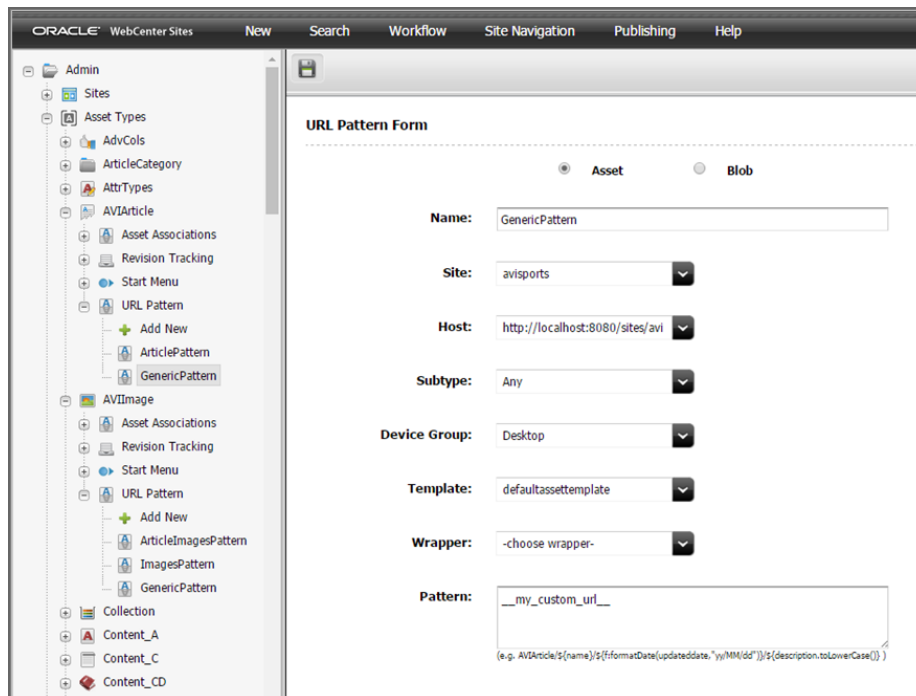 ORACLE WebCenter Sites New Search Workflow Site Navigation Publishing Help
Admin
Sites
Asset Types
AdvCols
ArticleCategory
AttrTypes
AVIArticle
Asset Associations
Revision Tracking
Start Menu
URL Pattern
Add New
ArticlePattern
GenericPattern
AVIImage
Asset Associations
Revision Tracking
Start Menu
URL Pattern
Add New
ArticleImagesPattern
ImagesPattern
GenericPattern
Collection
Content_A
Content_C
Content_CD
URL Pattern Form
Asset Blob
Name: GenericPattern
Site: avisports
Host: http://localhost:8080/sites/avi
Subtype: Any
Device Group: Desktop
Template: defaultassettemplate
Wrapper: -choose wrapper-
Pattern: __my_custom_url__
(e.g. AVIArticle/${name}/${f:formatDate(updateddate,"yy/MM/dd")}/${description.toLowerCase()} )